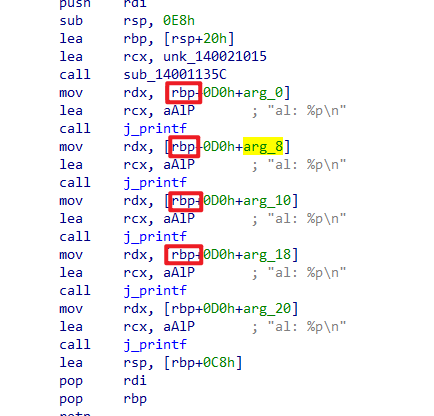 push    rdi
sub     rsp, 0E8h
lea     rbp, [rsp+20h]
lea     rcx, unk_140021015
call    sub_14001135C
mov     rdx, [rbp+0D0h+arg_0]
lea     rcx, aAlP       ; "al: %p\n"
call    j_printf
mov     rdx, [rbp+0D0h+arg_8]
lea     rcx, aAlP       ; "al: %p\n"
call    j_printf
mov     rdx, [rbp+0D0h+arg_10]
lea     rcx, aAlP       ; "al: %p\n"
call    j_printf
mov     rdx, [rbp+0D0h+arg_18]
lea     rcx, aAlP       ; "al: %p\n"
call    j_printf
mov     rdx, [rbp+0D0h+arg_20]
lea     rcx, aAlP       ; "al: %p\n"
call    j_printf
lea     rsp, [rbp+0C8h]
pop     rdi
pop     rbp
retn